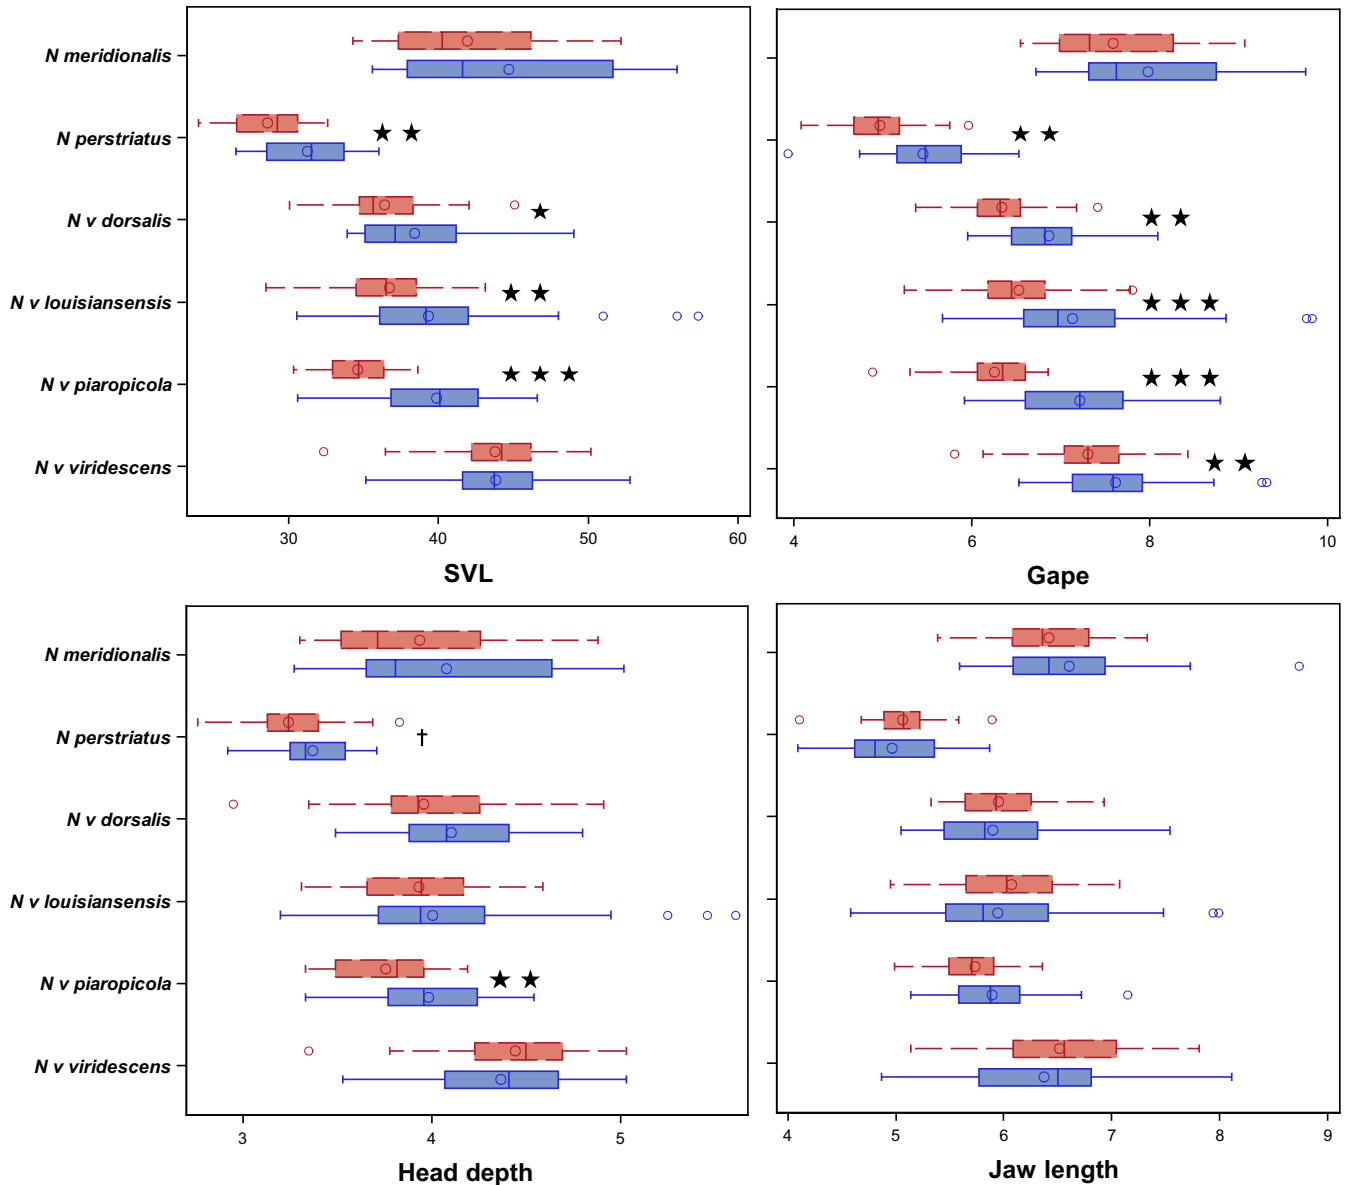 N meridionalis
N perstriatus
★ ★
★ ★
N v dorsalis
★
★ ★
N v louisiansensis
★ ★
★ ★ ★
N v piaropicola
★ ★ ★
★ ★ ★
N v viridescens
★ ★
30 40 50 60
4 6 8 10
SVL
Gape
N meridionalis
N perstriatus
†
N v dorsalis
N v louisiansensis
N v piaropicola
★ ★
N v viridescens
3 4 5
4 5 6 7 8 9
Head depth
Jaw length